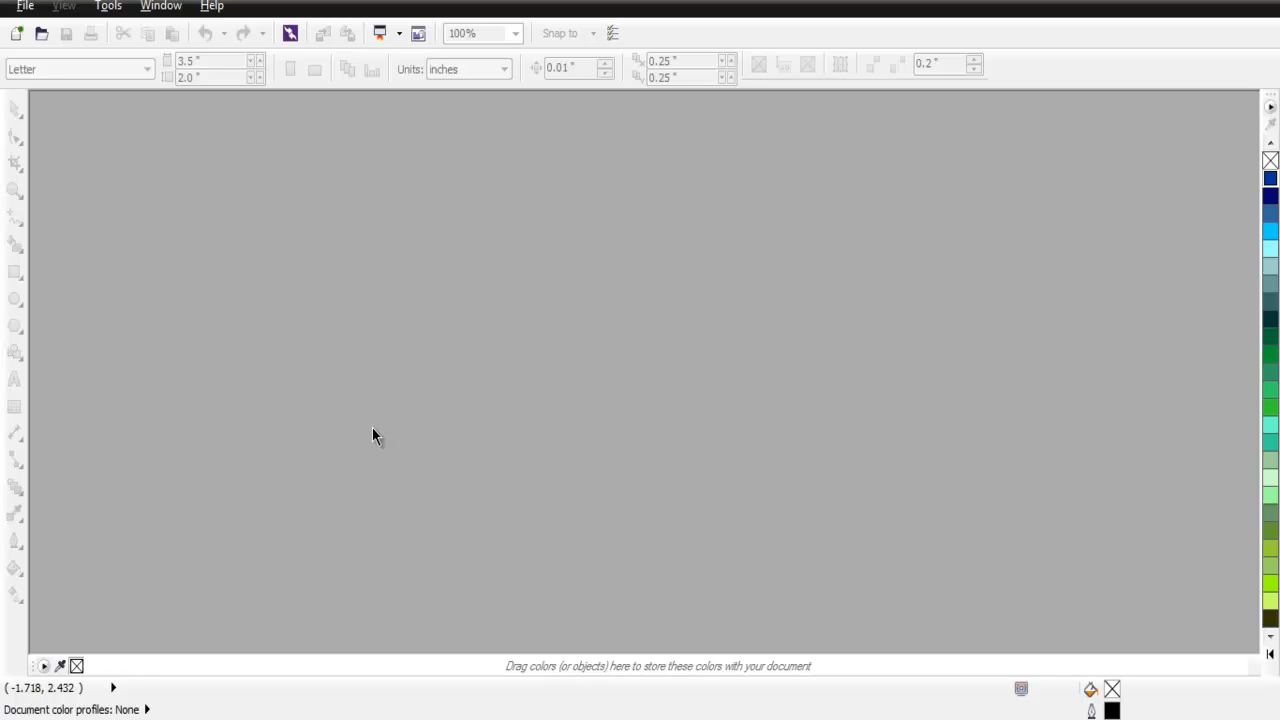 File View Tools Window Help
100% Snap to
Letter 3.5 " 2.0 " Units: inches 0.01 " 0.25 " 0.25 " 0.2 "
Drag colors (or objects) here to store these colors with your document
( -1.718, 2.432 )
Document color profiles: None